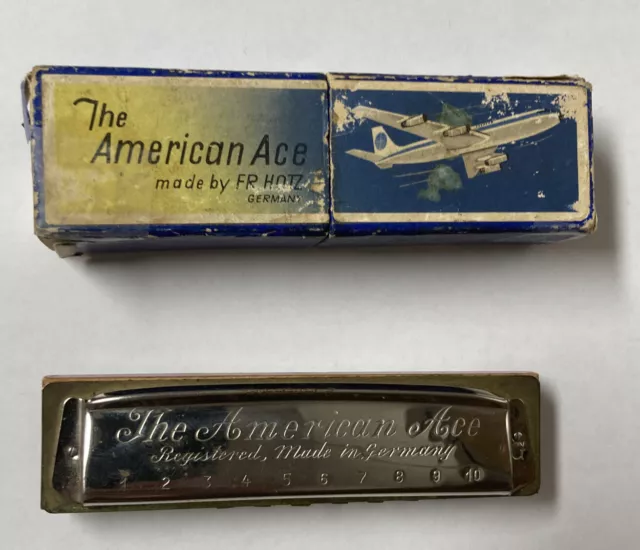 The
American Ace
made by FR. HOTZ
GERMANY
The American Ace
Registered, Made in Germany
1 2 3 4 5 6 7 8 9 10